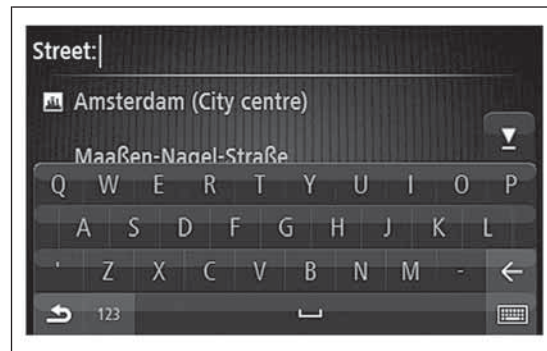 Street:
Amsterdam (City centre)
Maaßen-Nagel-Straße
Q W E R T Y U I O P
A S D F G H J K L
' Z X C V B N M - ←
123